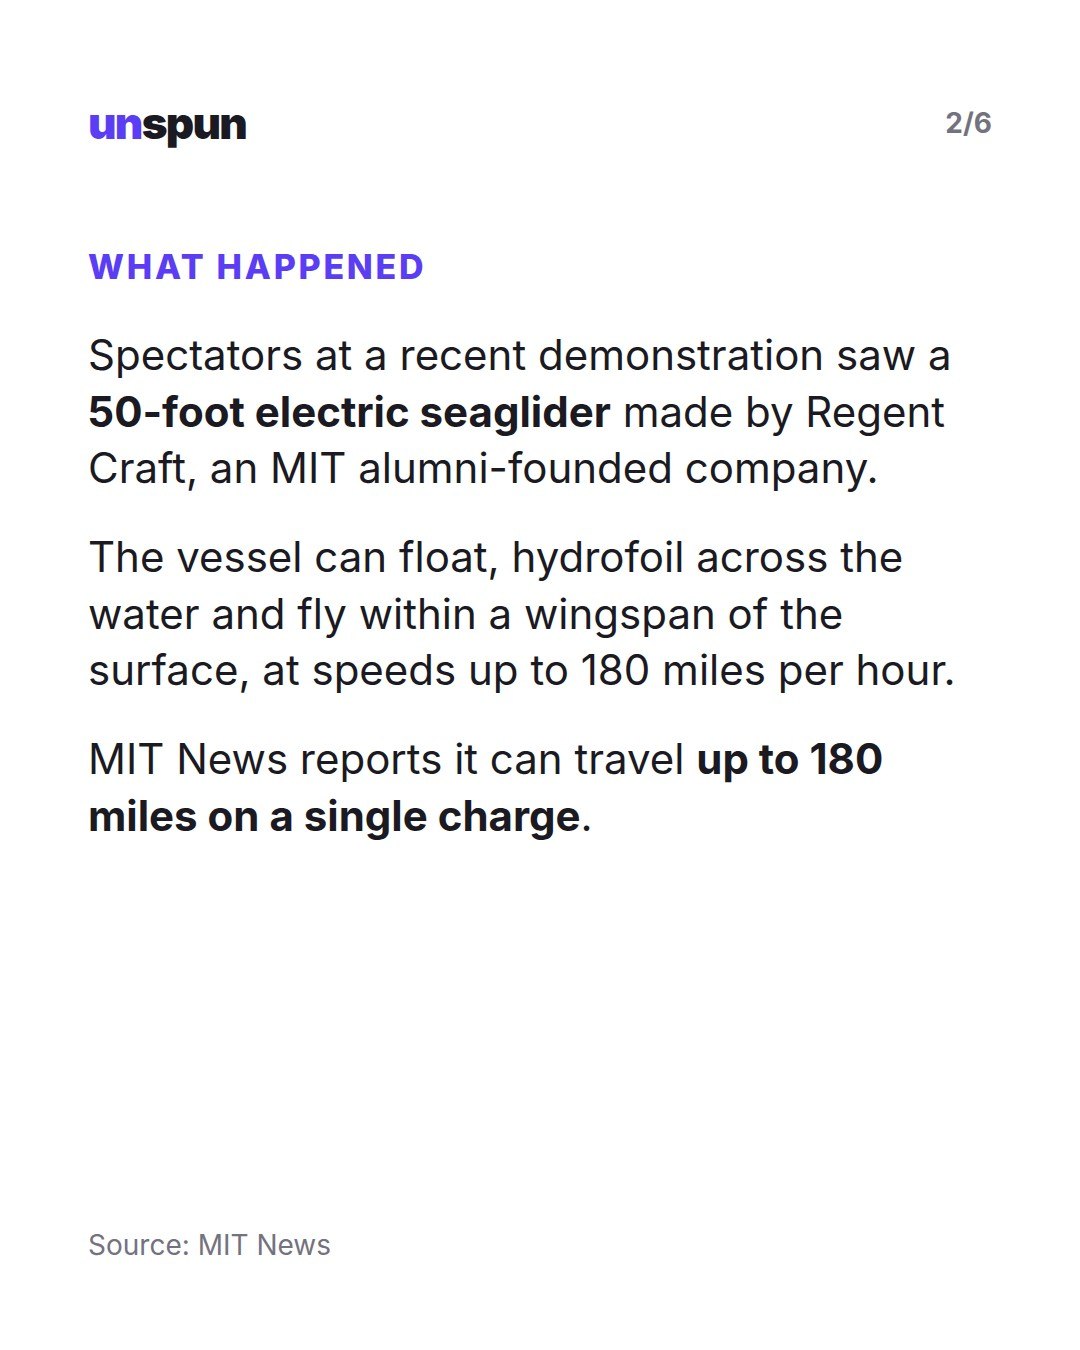 unspun
2/6
WHAT HAPPENED
Spectators at a recent demonstration saw a
50-foot electric seaglider made by Regent
Craft, an MIT alumni-founded company.
The vessel can float, hydrofoil across the
water and fly within a wingspan of the
surface, at speeds up to 180 miles per hour.
MIT News reports it can travel up to 180
miles on a single charge.
Source: MIT News